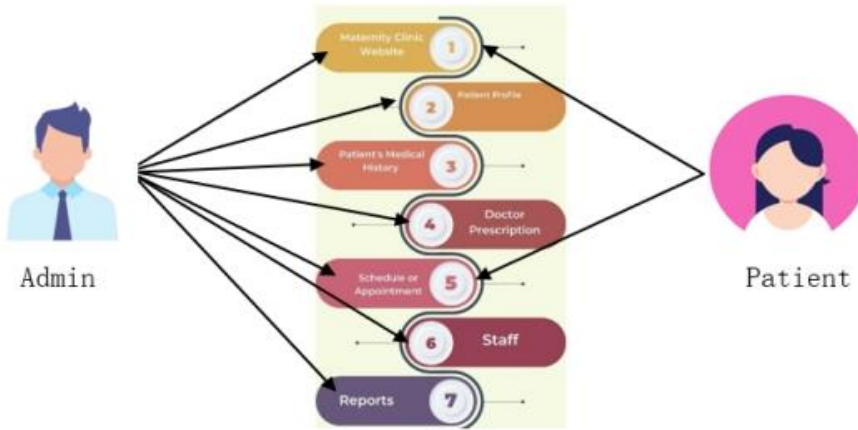 Maternity Clinic
Website
1
2
Patient Profile
Patient's Medical
History
3
4
Doctor
Prescription
Admin
Schedule or
Appointment
5
Patient
6
Staff
Reports
7